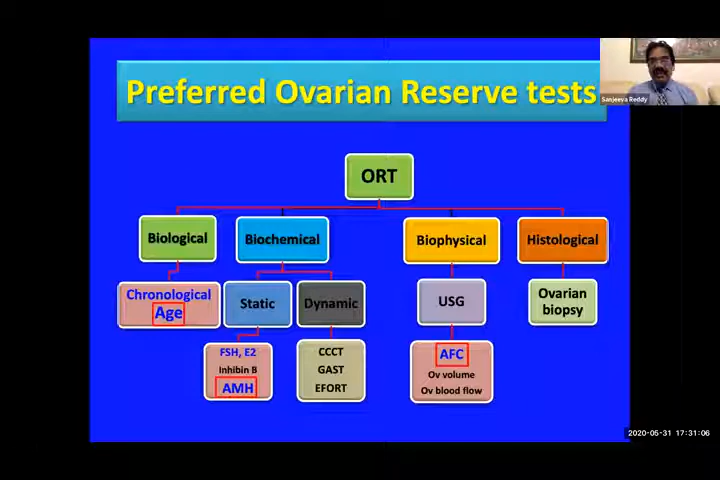 Preferred Ovarian Reserve tests
Sanjeeva Reddy
ORT
Biological
Biochemical
Biophysical
Histological
Chronological
Age
Static
Dynamic
USG
Ovarian
biopsy
FSH, E2
Inhibin B
AMH
CCCT
GAST
EFORT
AFC
Ov volume
Ov blood flow
2020-05-31 17:31:06